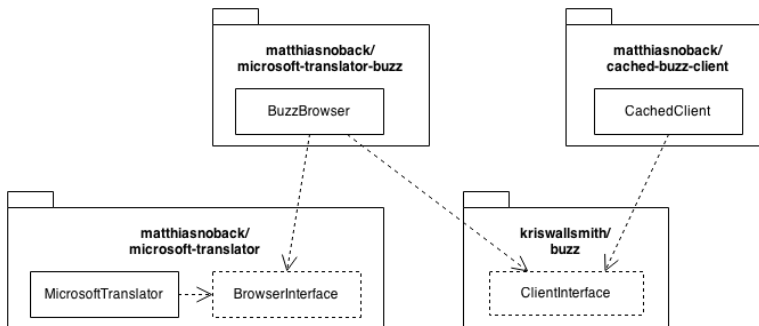 matthiasnoback/
microsoft-translator-buzz
BuzzBrowser
matthiasnoback/
cached-buzz-client
CachedClient
matthiasnoback/
microsoft-translator
MicrosoftTranslator
BrowserInterface
kriswallsmith/
buzz
ClientInterface